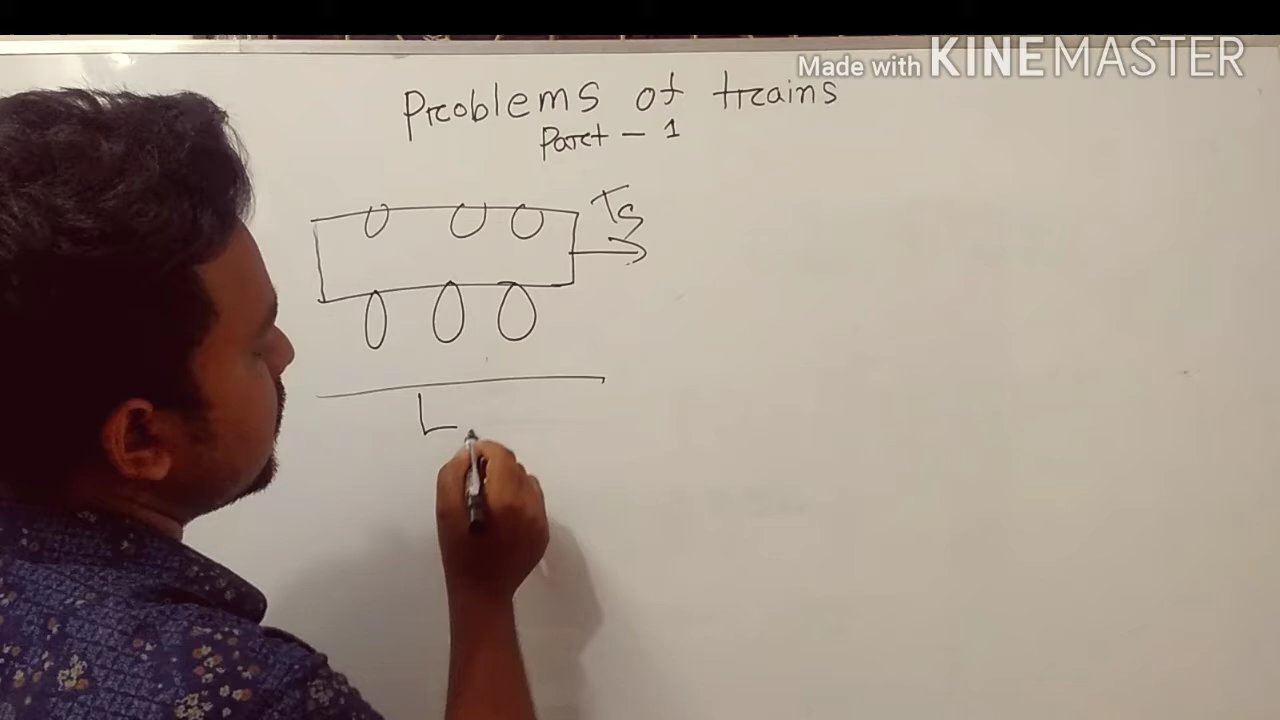 Made with KINEMASTER
Problems of trains
Part - 1
Ts
L